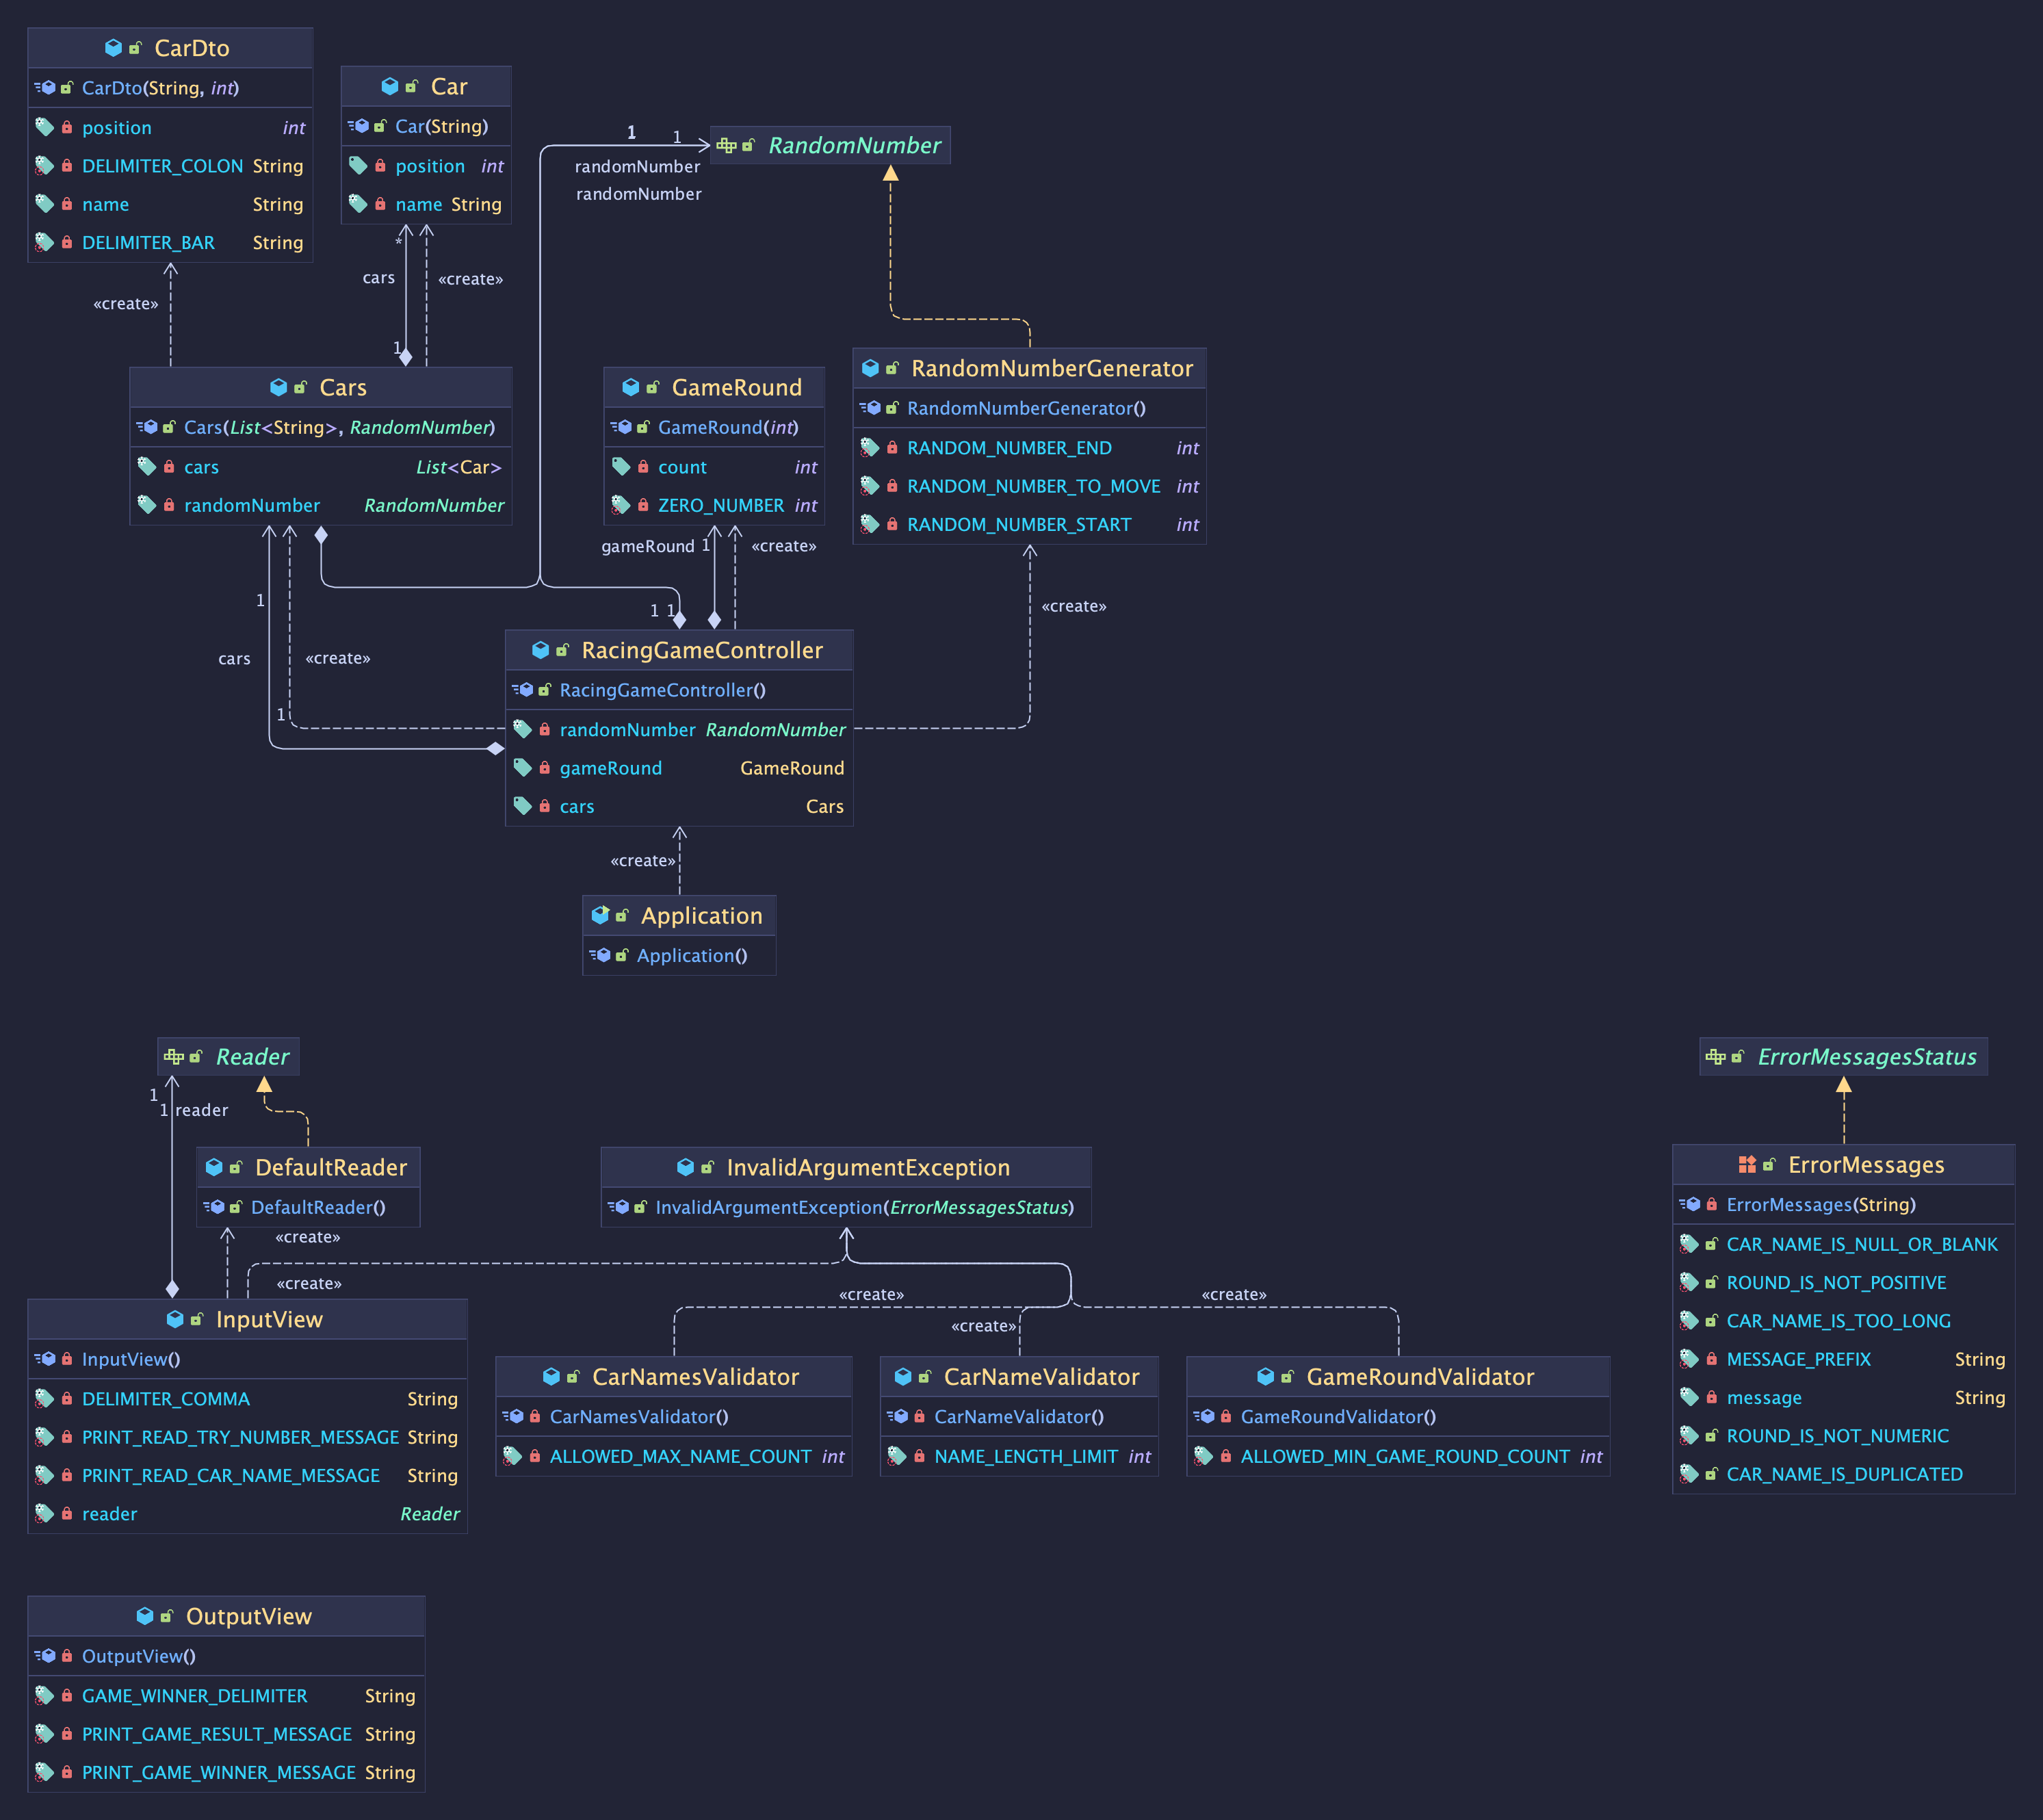 CarDto
CarDto(String, int)
position int
DELIMITER_COLON String
name String
DELIMITER_BAR String
Car
Car(String)
position int
name String
1 1
randomNumber
randomNumber
RandomNumber
«create»
*
cars
1
«create»
Cars
Cars(List<String>, RandomNumber)
cars List<Car>
randomNumber RandomNumber
GameRound
GameRound(int)
count int
ZERO_NUMBER int
RandomNumberGenerator
RandomNumberGenerator()
RANDOM_NUMBER_END int
RANDOM_NUMBER_TO_MOVE int
RANDOM_NUMBER_START int
gameRound 1 «create»
1
cars
«create»
1
1 1
«create»
RacingGameController
RacingGameController()
randomNumber RandomNumber
gameRound GameRound
cars Cars
«create»
Application
Application()
Reader
1
1 reader
DefaultReader
DefaultReader()
«create»
«create»
InvalidArgumentException
InvalidArgumentException(ErrorMessagesStatus)
«create»
«create»
«create»
ErrorMessagesStatus
ErrorMessages
ErrorMessages(String)
CAR_NAME_IS_NULL_OR_BLANK
ROUND_IS_NOT_POSITIVE
CAR_NAME_IS_TOO_LONG
MESSAGE_PREFIX String
message String
ROUND_IS_NOT_NUMERIC
CAR_NAME_IS_DUPLICATED
InputView
InputView()
DELIMITER_COMMA String
PRINT_READ_TRY_NUMBER_MESSAGE String
PRINT_READ_CAR_NAME_MESSAGE String
reader Reader
CarNamesValidator
CarNamesValidator()
ALLOWED_MAX_NAME_COUNT int
CarNameValidator
CarNameValidator()
NAME_LENGTH_LIMIT int
GameRoundValidator
GameRoundValidator()
ALLOWED_MIN_GAME_ROUND_COUNT int
OutputView
OutputView()
GAME_WINNER_DELIMITER String
PRINT_GAME_RESULT_MESSAGE String
PRINT_GAME_WINNER_MESSAGE String